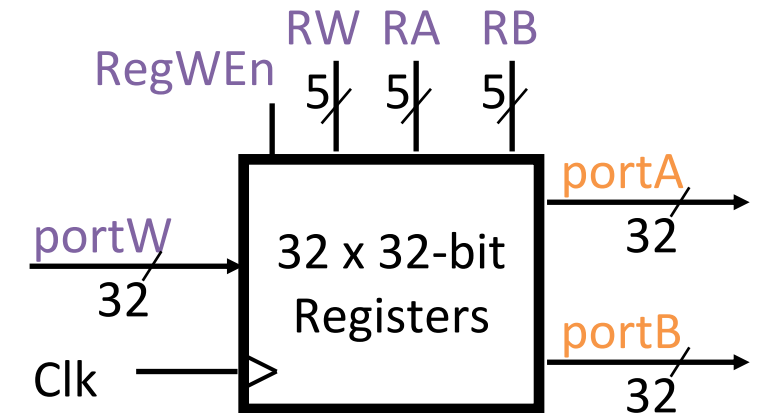 RW RA RB
RegWEn
5 5 5
portA
32
portW
32
32 x 32-bit
Registers
portB
32
Clk